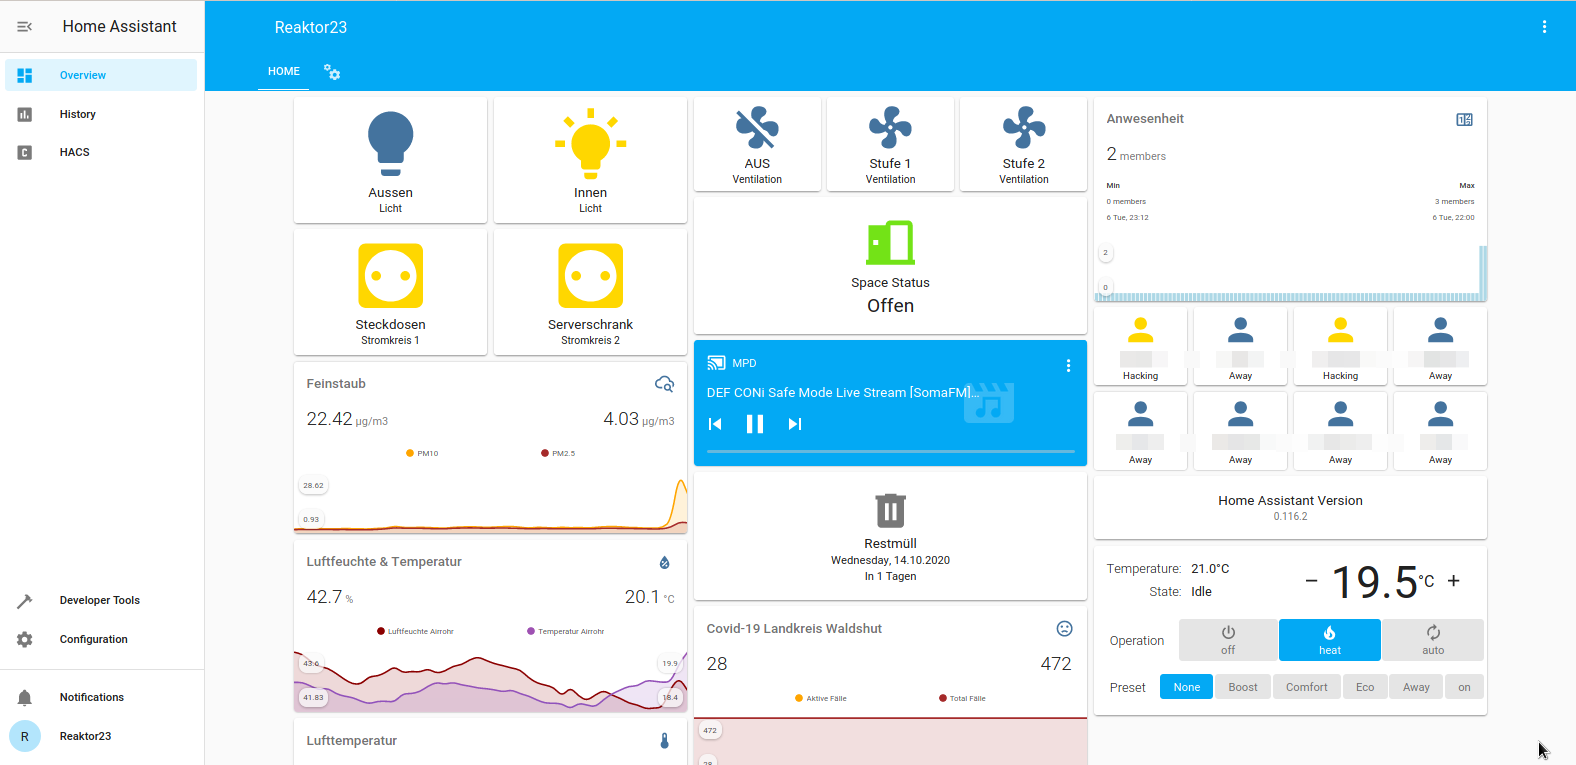 Home Assistant
Overview
History
HACS
Developer Tools
Configuration
Notifications
R
Reaktor23
Reaktor23
HOME
Aussen
Licht
Innen
Licht
Steckdosen
Stromkreis 1
Serverschrank
Stromkreis 2
Feinstaub
22.42 µg/m3
4.03 µg/m3
PM10
PM2.5
28.62
0.93
Luftfeuchte & Temperatur
42.7 %
20.1 °C
Luftfeuchte Airrohr
Temperatur Airrohr
43.6
19.9
41.83
18.4
Lufttemperatur
AUS
Ventilation
Stufe 1
Ventilation
Stufe 2
Ventilation
Space Status
Offen
MPD
DEF CONi Safe Mode Live Stream [SomaFM]...
Restmüll
Wednesday, 14.10.2020
In 1 Tagen
Covid-19 Landkreis Waldshut
28
472
Aktive Fälle
Total Fälle
472
28
Anwesenheit
2 members
Min
Max
0 members
3 members
6 Tue, 23:12
6 Tue, 22:00
2
0
Hacking
Away
Hacking
Away
Away
Away
Away
Away
Home Assistant Version
0.116.2
Temperature: 21.0°C
State: Idle
19.5 °C
Operation
off
heat
auto
Preset
None
Boost
Comfort
Eco
Away
on